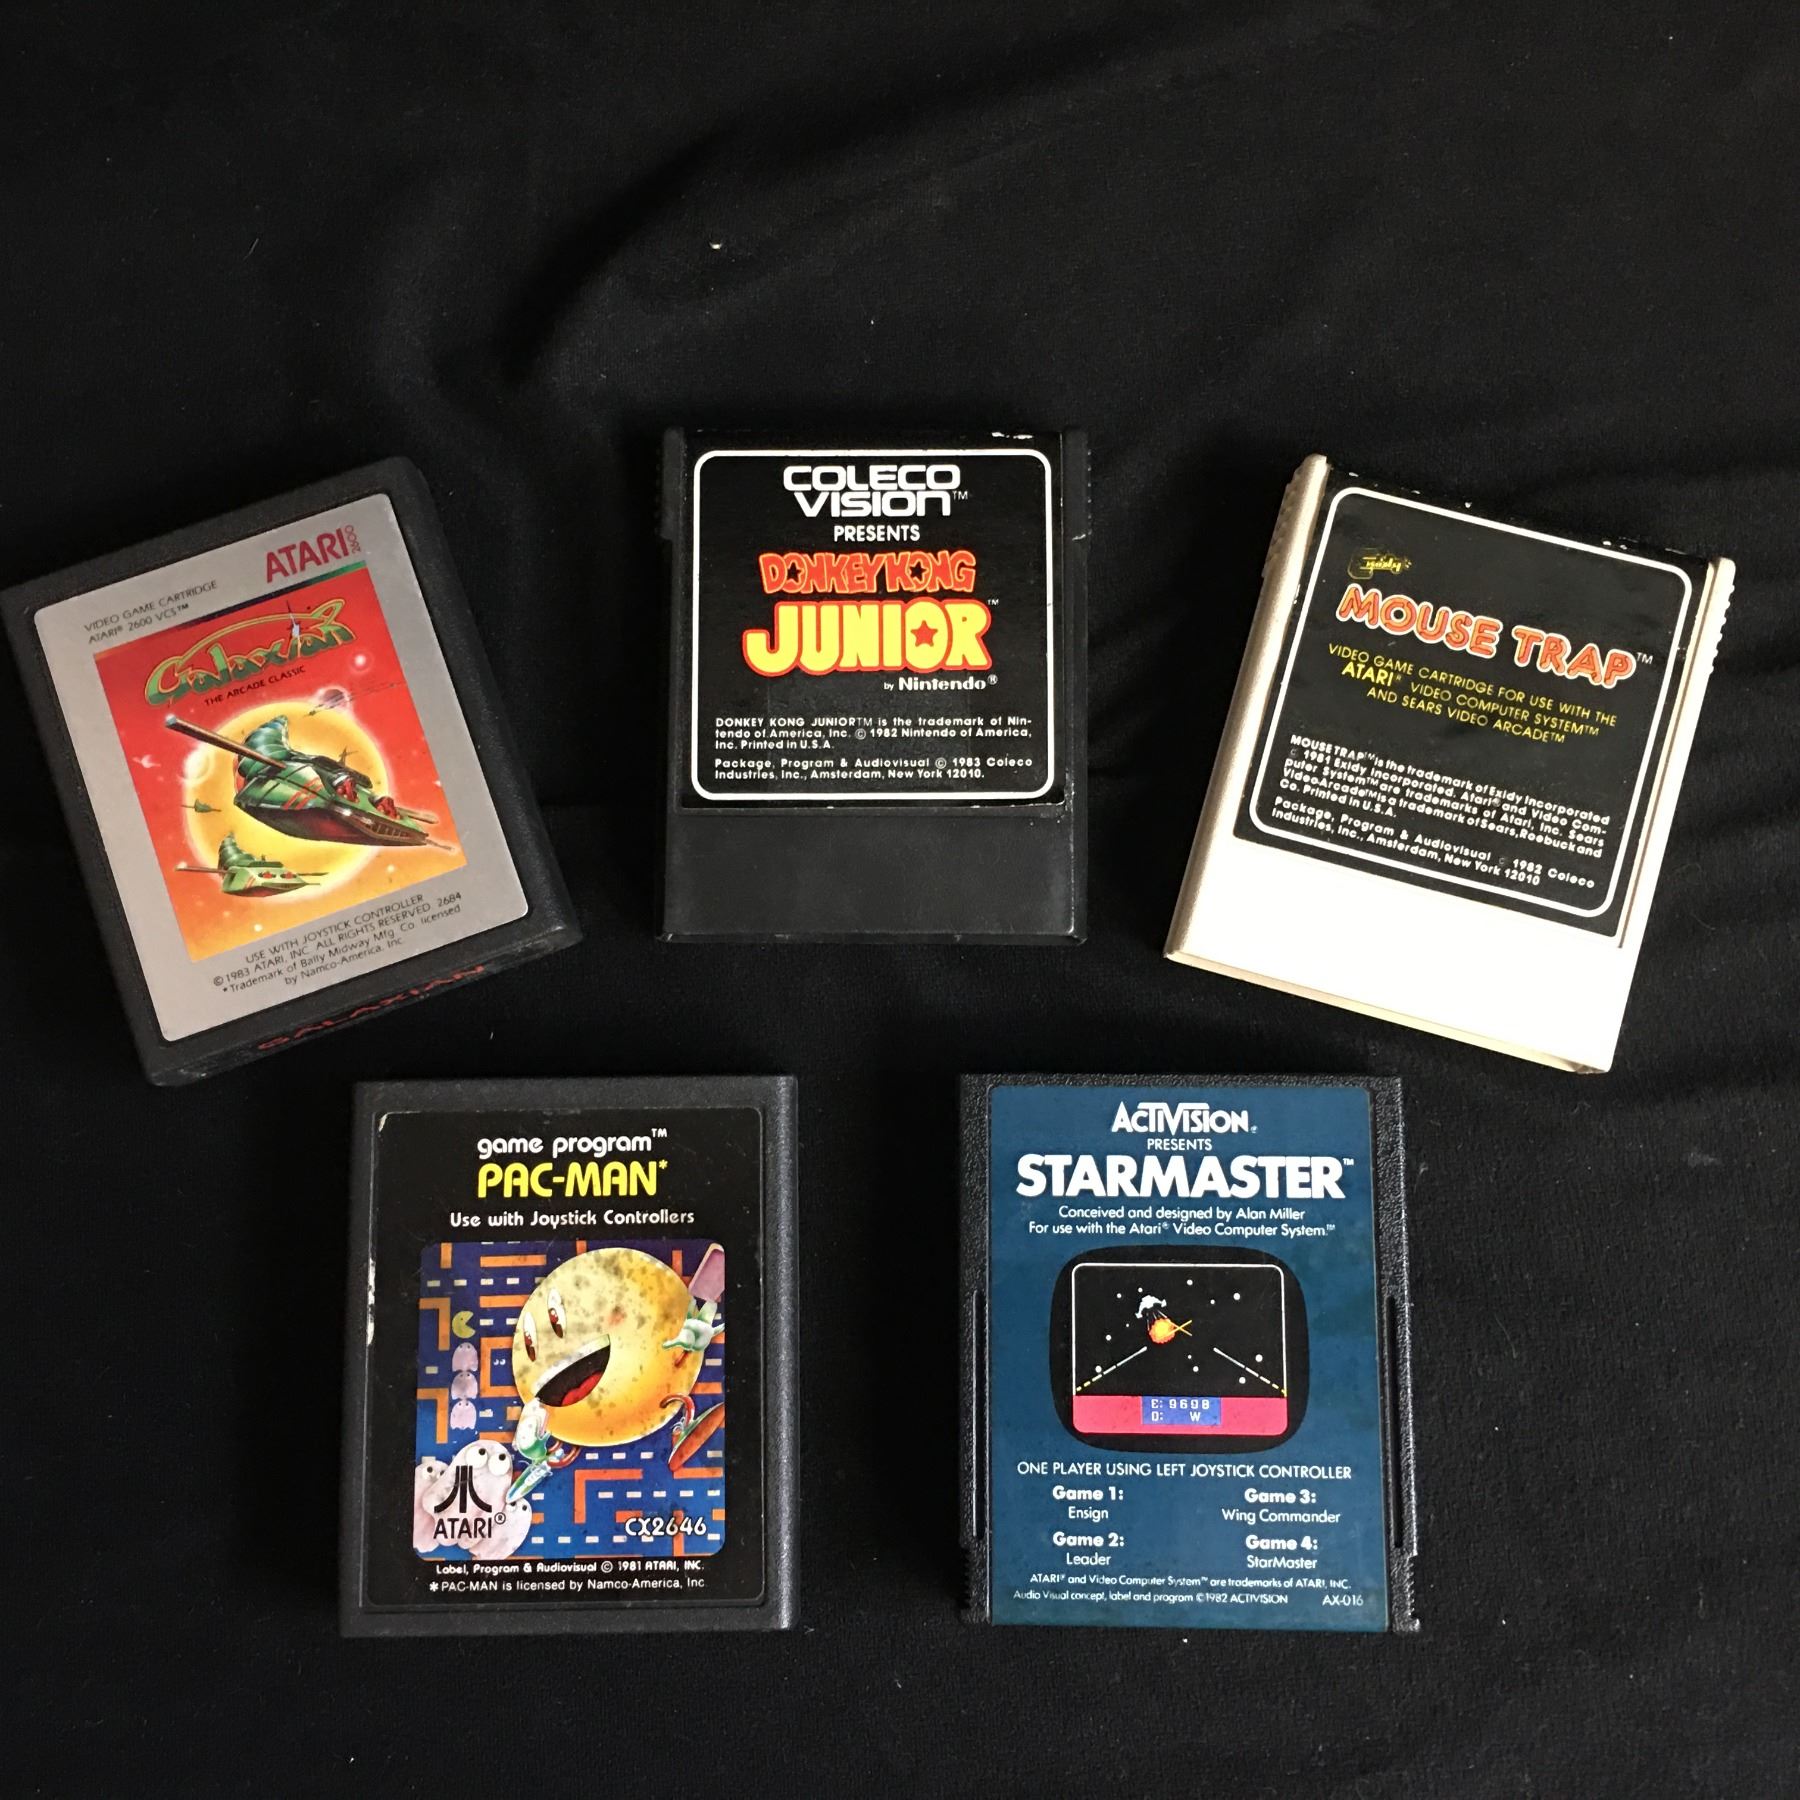 ATARI 2600
VIDEO GAME CARTRIDGE
ATARI® 2600 VCS™
Galaxian
THE ARCADE CLASSIC
USE WITH JOYSTICK CONTROLLER
©1983 ATARI, INC. ALL RIGHTS RESERVED 2684
*Trademark of Bally Midway Mfg. Co. licensed
by Namco-America, Inc.
GALAXIAN
COLECO
VISION™
PRESENTS
DONKEY KONG
JUNIOR™
by Nintendo®
DONKEY KONG JUNIOR™ is the trademark of Nin-
tendo of America, Inc. © 1982 Nintendo of America,
Inc. Printed in U.S.A.
Package, Program & Audiovisual © 1983 Coleco
Industries, Inc., Amsterdam, New York 12010.
Exidy
MOUSE TRAP™
VIDEO GAME CARTRIDGE FOR USE WITH THE
ATARI® VIDEO COMPUTER SYSTEM™
AND SEARS VIDEO ARCADE™
MOUSE TRAP™ is the trademark of Exidy Incorporated
© 1981 Exidy Incorporated. Atari® and Video Com-
puter System™ are trademarks of Atari, Inc. Sears
Video Arcade™ is a trademark of Sears, Roebuck and
Co. Printed in U.S.A.
Package, Program & Audiovisual © 1982 Coleco
Industries, Inc., Amsterdam, New York 12010
game program™
PAC-MAN*
Use with Joystick Controllers
ATARI®
CX2646
Label, Program & Audiovisual © 1981 ATARI, INC.
* PAC-MAN is licensed by Namco-America, Inc.
ACTIVISION®
PRESENTS
STARMASTER™
Conceived and designed by Alan Miller
For use with the Atari® Video Computer System™
E: 9698
D: W
ONE PLAYER USING LEFT JOYSTICK CONTROLLER
Game 1:
Ensign
Game 2:
Leader
Game 3:
Wing Commander
Game 4:
StarMaster
ATARI® and Video Computer System™ are trademarks of ATARI, INC.
Audio Visual concept, label and program © 1982 ACTIVISION AX-016